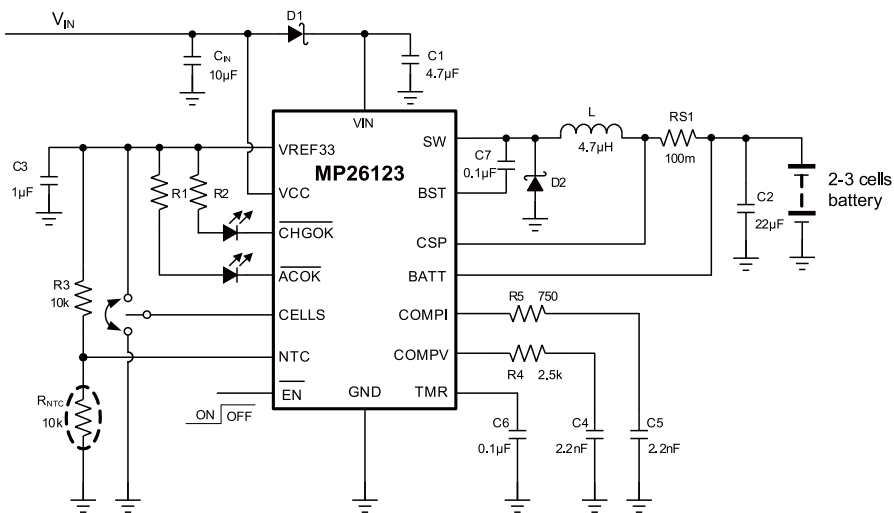 V_IN
D1
C_IN
10µF
C1
4.7µF
VIN
MP26123
VREF33
VCC
CHGOK
ACOK
CELLS
NTC
EN
GND
SW
BST
CSP
BATT
COMPI
COMPV
TMR
C3
1µF
R1
R2
R3
10k
R_NTC
10k
ON
OFF
C7
0.1µF
D2
L
4.7µH
RS1
100m
C2
22µF
2-3 cells
battery
R5 750
R4 2.5k
C6
0.1µF
C4
2.2nF
C5
2.2nF